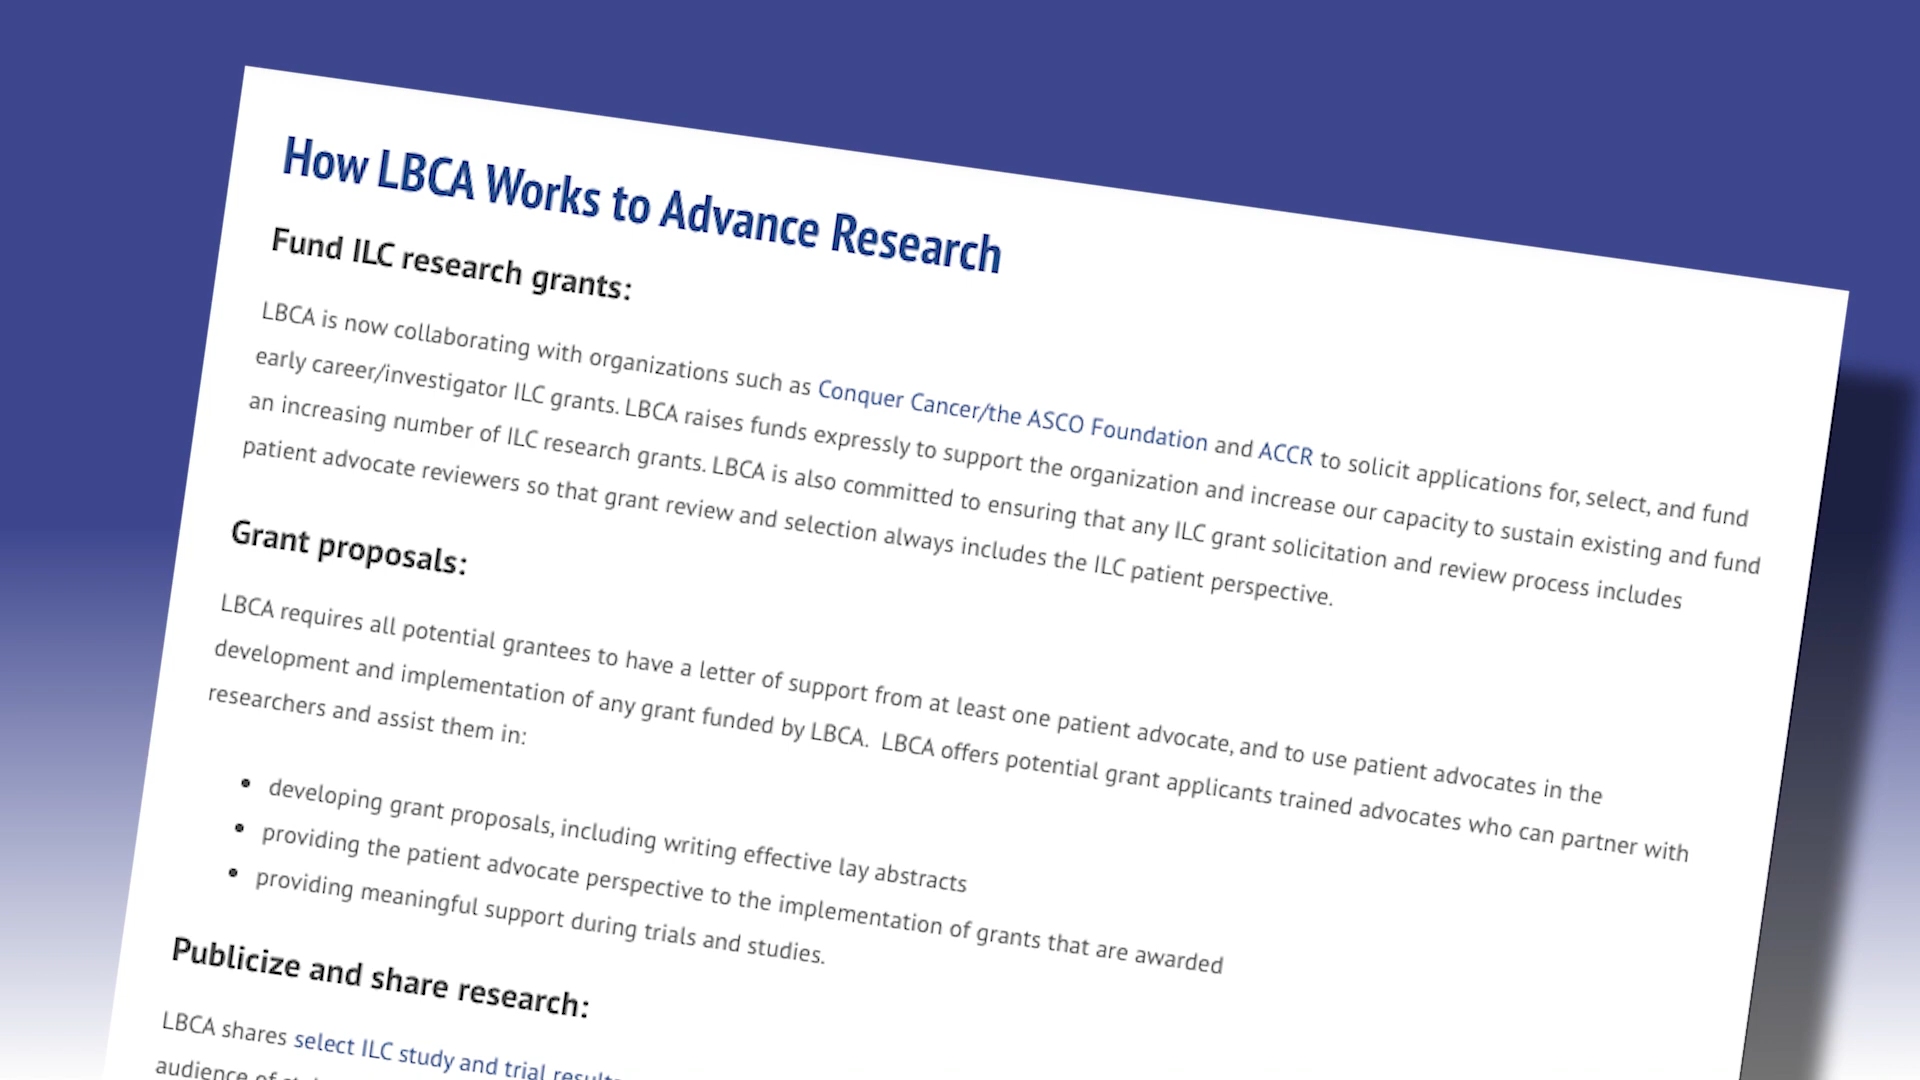 How LBCA Works to Advance Research
Fund ILC research grants:
LBCA is now collaborating with organizations such as Conquer Cancer/the ASCO Foundation and ACCR to solicit applications for, select, and fund
early career/investigator ILC grants. LBCA raises funds expressly to support the organization and increase our capacity to sustain existing and fund
an increasing number of ILC research grants. LBCA is also committed to ensuring that any ILC grant solicitation and review process includes
patient advocate reviewers so that grant review and selection always includes the ILC patient perspective.
Grant proposals:
LBCA requires all potential grantees to have a letter of support from at least one patient advocate, and to use patient advocates in the
development and implementation of any grant funded by LBCA. LBCA offers potential grant applicants trained advocates who can partner with
researchers and assist them in:
• developing grant proposals, including writing effective lay abstracts
• providing the patient advocate perspective to the implementation of grants that are awarded
• providing meaningful support during trials and studies.
Publicize and share research:
LBCA shares select ILC study and trial results
audience of